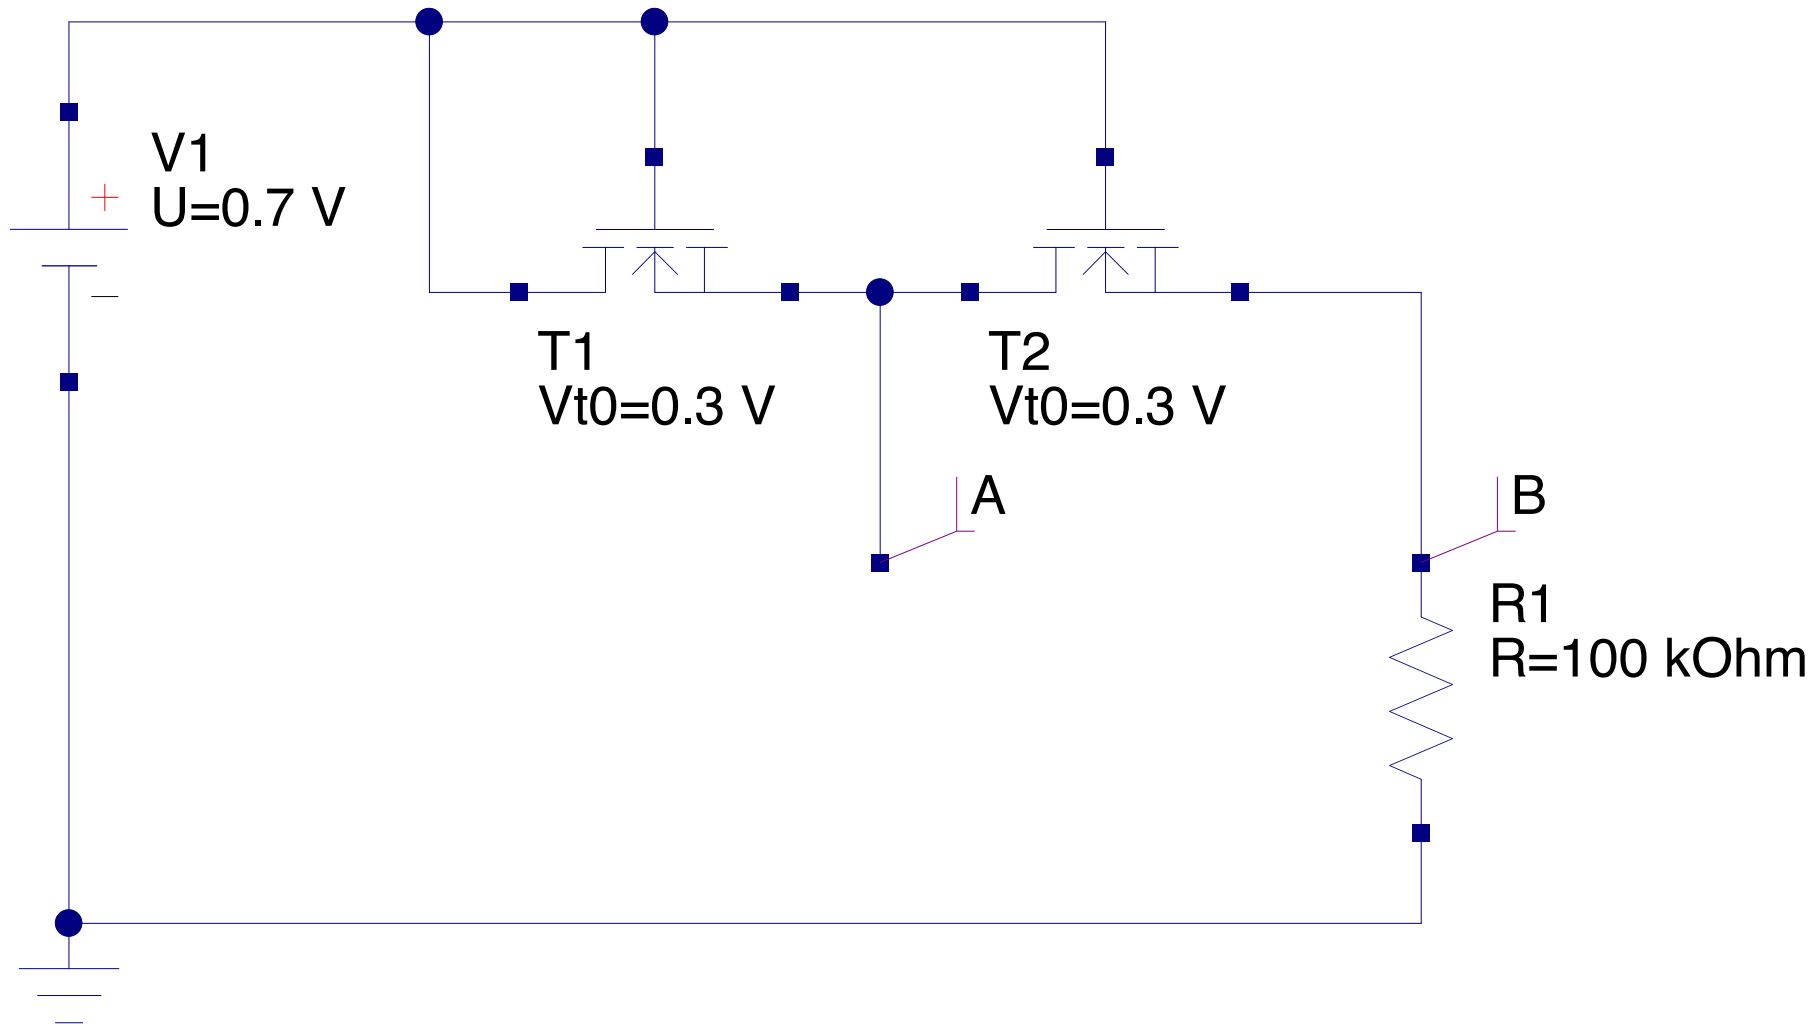 V1
U=0.7 V
T1
Vt0=0.3 V
T2
Vt0=0.3 V
A
B
R1
R=100 kOhm